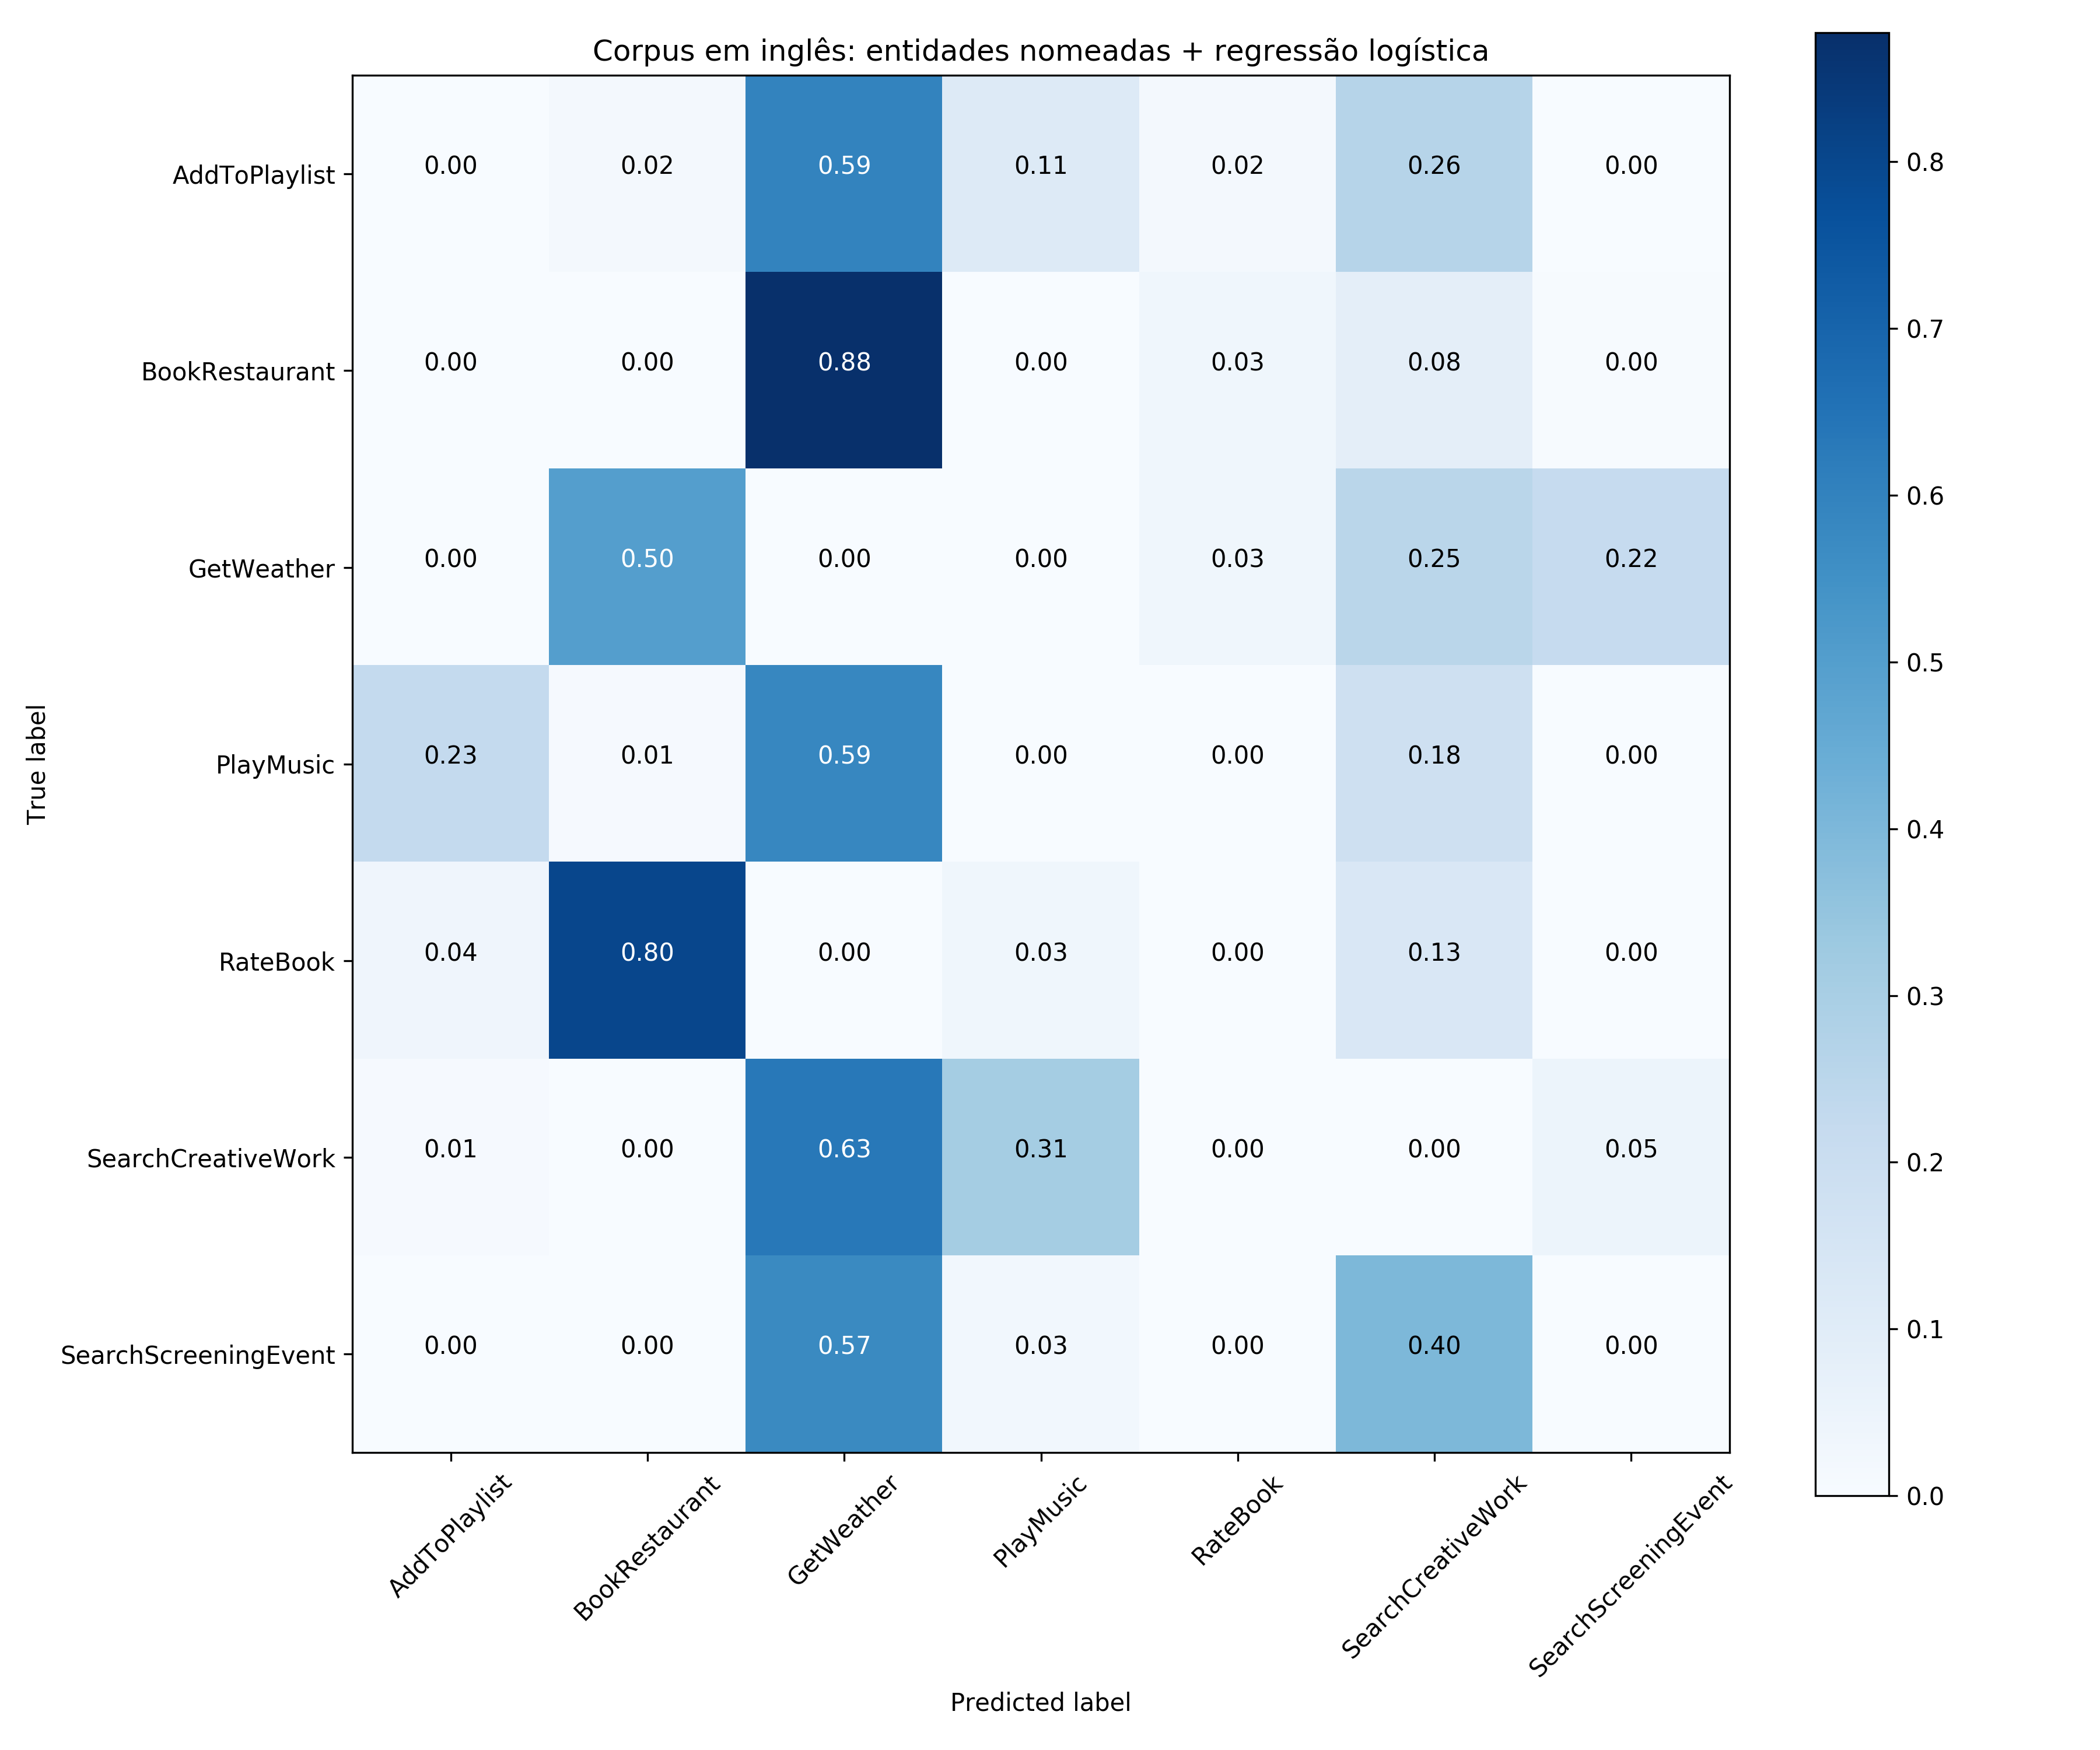 Corpus em inglês: entidades nomeadas + regressão logística
True label
AddToPlaylist 0.00 0.02 0.59 0.11 0.02 0.26 0.00
BookRestaurant 0.00 0.00 0.88 0.00 0.03 0.08 0.00
GetWeather 0.00 0.50 0.00 0.00 0.03 0.25 0.22
PlayMusic 0.23 0.01 0.59 0.00 0.00 0.18 0.00
RateBook 0.04 0.80 0.00 0.03 0.00 0.13 0.00
SearchCreativeWork 0.01 0.00 0.63 0.31 0.00 0.00 0.05
SearchScreeningEvent 0.00 0.00 0.57 0.03 0.00 0.40 0.00
AddToPlaylist BookRestaurant GetWeather PlayMusic RateBook SearchCreativeWork SearchScreeningEvent
Predicted label
0.8
0.7
0.6
0.5
0.4
0.3
0.2
0.1
0.0